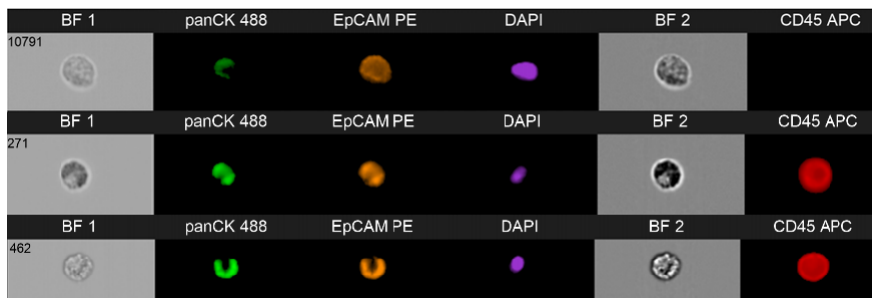 BF 1 panCK 488 EpCAM PE DAPI BF 2 CD45 APC
10791
BF 1 panCK 488 EpCAM PE DAPI BF 2 CD45 APC
271
BF 1 panCK 488 EpCAM PE DAPI BF 2 CD45 APC
462